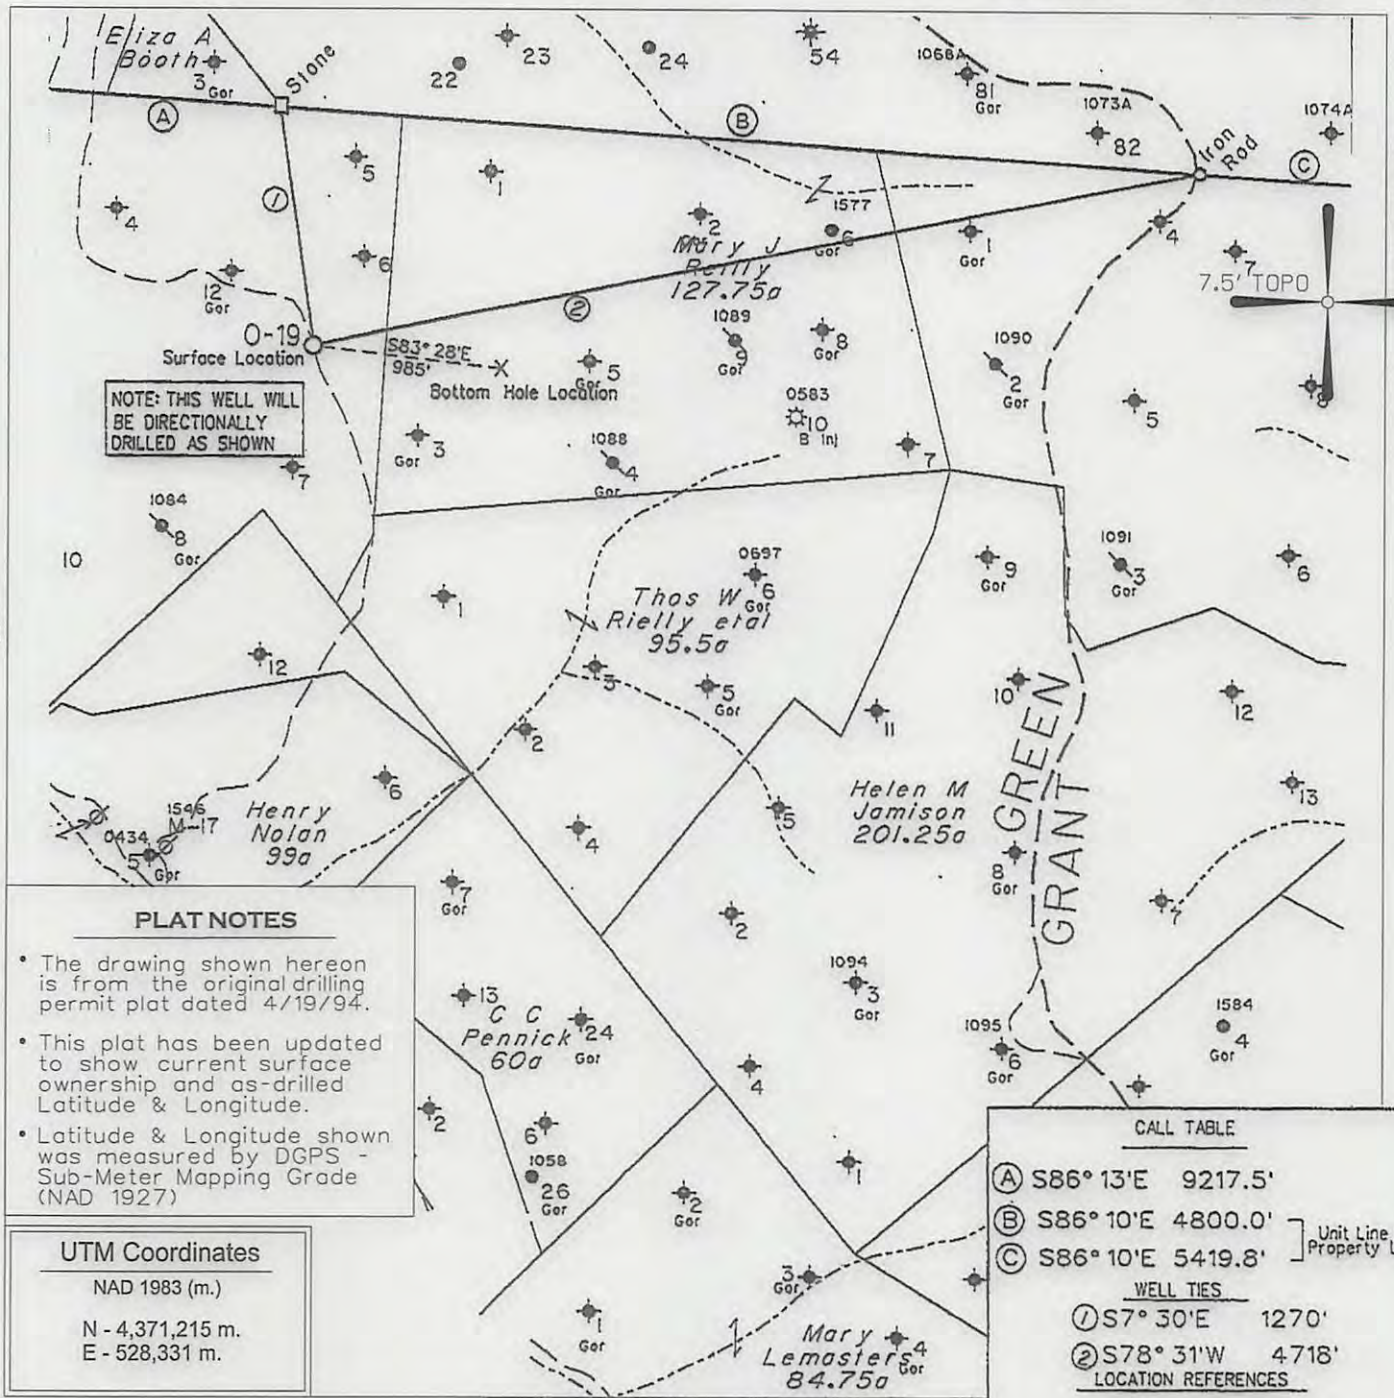 Eliza A
Booth
3
Gor
Stone
22
23
24
54
1068A
81
Gor
1073A
82
1074A
Iron
Rod
A
B
C
1
5
1
4
6
12
Gor
2
Mary J
Reilly
127.75a
1577
6
Gor
1
Gor
4
7
7.5' TOPO
O-19
Surface Location
S83° 28'E
985'
Bottom Hole Location
2
5
Gor
1089
9
Gor
8
Gor
1090
2
Gor
5
8
NOTE: THIS WELL WILL
BE DIRECTIONALLY
DRILLED AS SHOWN
7
3
Gor
1088
4
Gor
0583
10
B Inj
7
1084
8
Gor
10
1
0697
6
Gor
Thos W
Rielly etal
95.5a
9
Gor
1091
3
Gor
6
12
3
5
Gor
2
11
10
12
GREEN
GRANT
6
Henry
Nolan
99a
1546
M-17
0434
5
Gor
4
5
Helen M
Jamison
201.25a
8
Gor
13
7
Gor
2
7
13
C C
Pennick
60a
24
Gor
1094
3
Gor
1095
6
Gor
1584
4
Gor
2
4
6
1058
26
Gor
2
Gor
1
3
Gor
1
Gor
Mary
Lemasters
84.75a
4
Gor
PLAT NOTES
• The drawing shown hereon
is from the original drilling
permit plat dated 4/19/94.
• This plat has been updated
to show current surface
ownership and as-drilled
Latitude & Longitude.
• Latitude & Longitude shown
was measured by DGPS -
Sub-Meter Mapping Grade
(NAD 1927)
UTM Coordinates
NAD 1983 (m.)
N - 4,371,215 m.
E - 528,331 m.
CALL TABLE
A S86° 13'E 9217.5'
B S86° 10'E 4800.0'
C S86° 10'E 5419.8'
Unit Line
Property L
WELL TIES
1 S7° 30'E 1270'
2 S78° 31'W 4718'
LOCATION REFERENCES